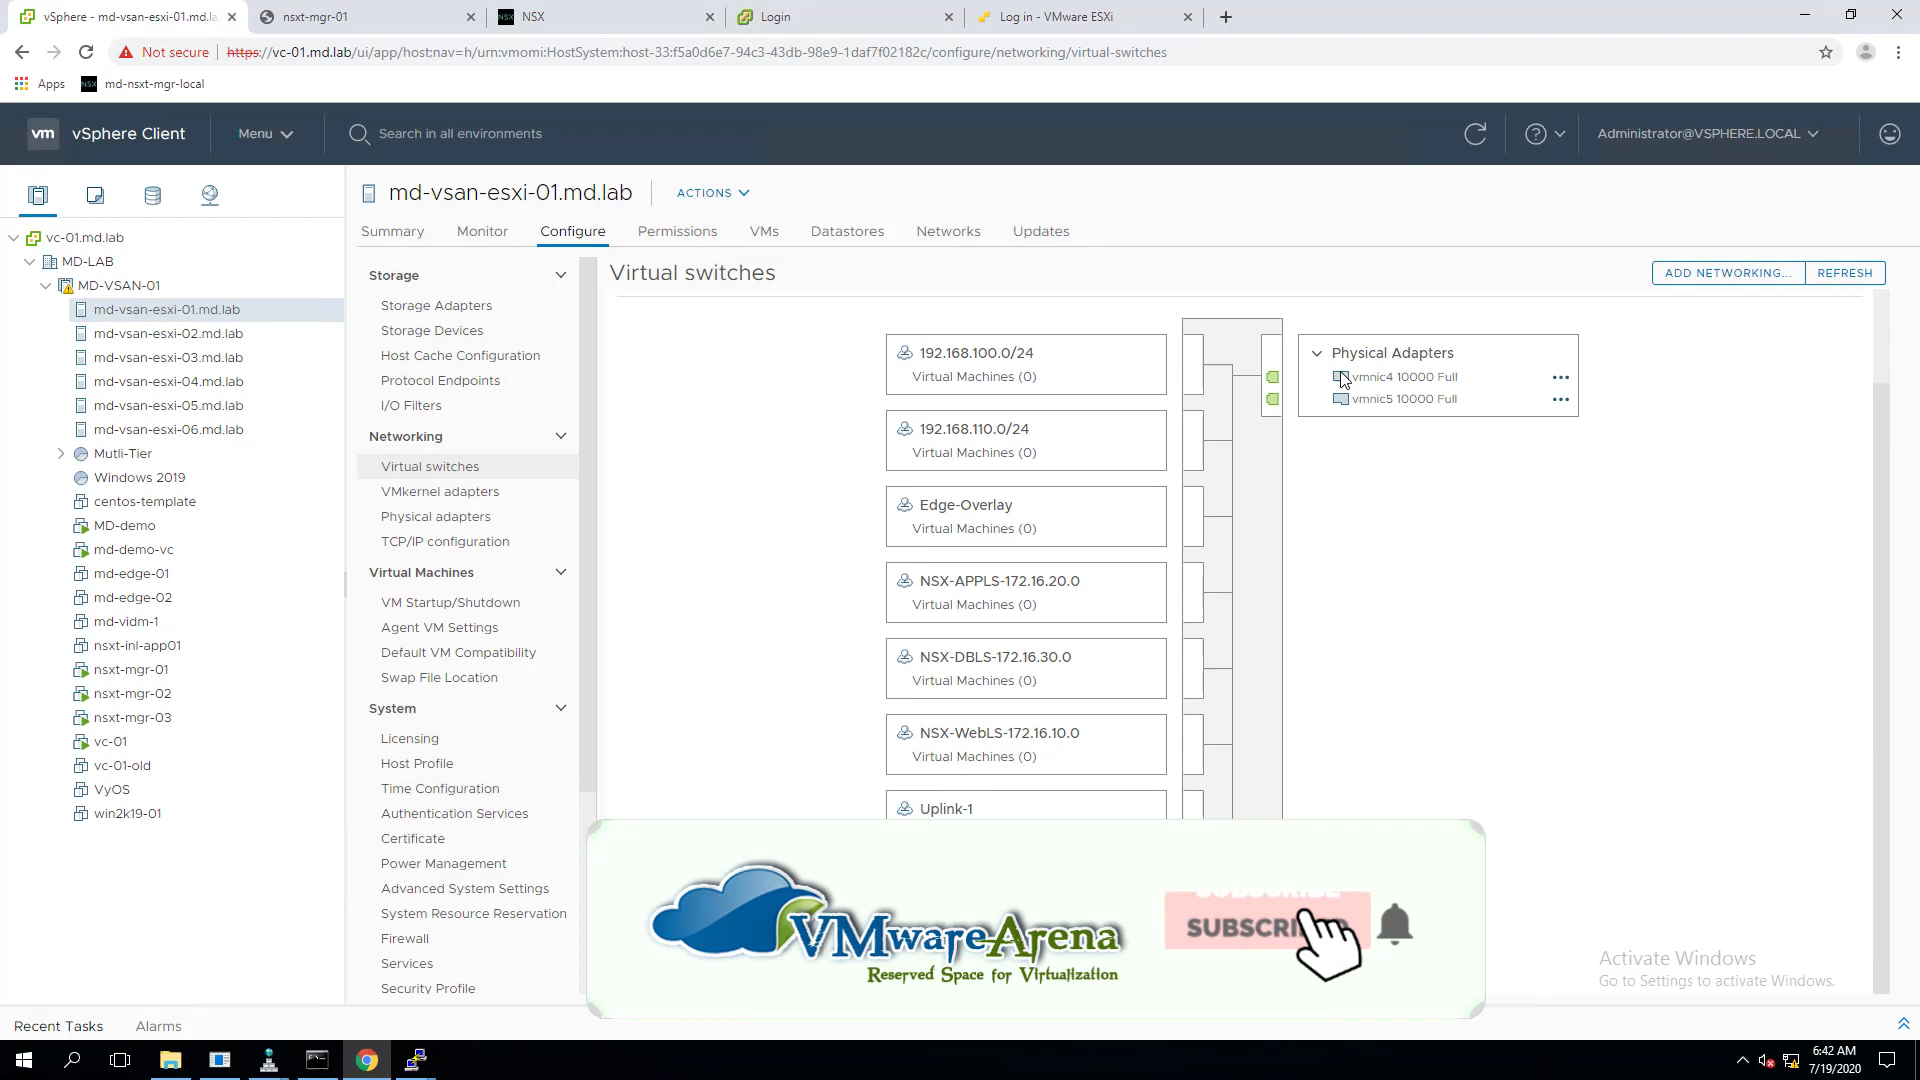 vSphere - md-vsan-esxi-01.md.la
nsxt-mgr-01
NSX
NSX
Login
Log in - VMware ESXi
Not secure
https://vc-01.md.lab/ui/app/host;nav=h/urn:vmomi:HostSystem:host-33:f5a0d6e7-94c3-43db-98e9-1daf7f02182c/configure/networking/virtual-switches
Apps
NSX
md-nsxt-mgr-local
vm
vSphere Client
Menu
Search in all environments
Administrator@VSPHERE.LOCAL
vc-01.md.lab
MD-LAB
MD-VSAN-01
md-vsan-esxi-01.md.lab
md-vsan-esxi-02.md.lab
md-vsan-esxi-03.md.lab
md-vsan-esxi-04.md.lab
md-vsan-esxi-05.md.lab
md-vsan-esxi-06.md.lab
Mutli-Tier
Windows 2019
centos-template
MD-demo
md-demo-vc
md-edge-01
md-edge-02
md-vidm-1
nsxt-inl-app01
nsxt-mgr-01
nsxt-mgr-02
nsxt-mgr-03
vc-01
vc-01-old
VyOS
win2k19-01
md-vsan-esxi-01.md.lab
ACTIONS
Summary
Monitor
Configure
Permissions
VMs
Datastores
Networks
Updates
Storage
Storage Adapters
Storage Devices
Host Cache Configuration
Protocol Endpoints
I/O Filters
Networking
Virtual switches
VMkernel adapters
Physical adapters
TCP/IP configuration
Virtual Machines
VM Startup/Shutdown
Agent VM Settings
Default VM Compatibility
Swap File Location
System
Licensing
Host Profile
Time Configuration
Authentication Services
Certificate
Power Management
Advanced System Settings
System Resource Reservation
Firewall
Services
Security Profile
Virtual switches
ADD NETWORKING...
REFRESH
192.168.100.0/24
Virtual Machines (0)
192.168.110.0/24
Virtual Machines (0)
Edge-Overlay
Virtual Machines (0)
NSX-APPLS-172.16.20.0
Virtual Machines (0)
NSX-DBLS-172.16.30.0
Virtual Machines (0)
NSX-WebLS-172.16.10.0
Virtual Machines (0)
Uplink-1
Physical Adapters
vmnic4 10000 Full
vmnic5 10000 Full
VMwareArena
Reserved Space for Virtualization
SUBSCRI
Activate Windows
Go to Settings to activate Windows.
Recent Tasks
Alarms
6:42 AM
7/19/2020